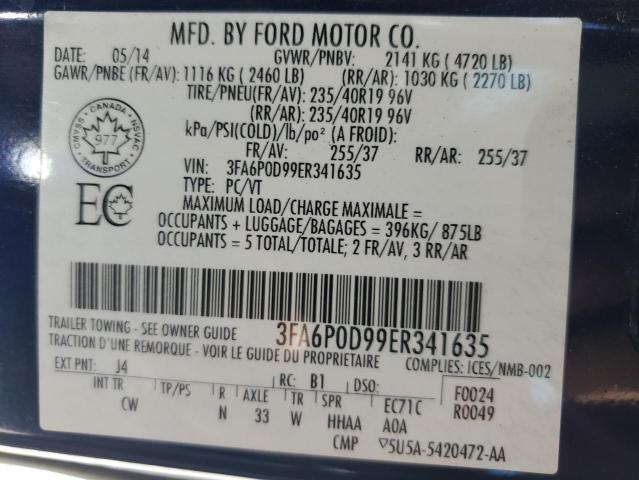 MFD. BY FORD MOTOR CO.
DATE: 05/14 GVWR/PNBV: 2141 KG ( 4720 LB)
GAWR/PNBE (FR/AV): 1116 KG ( 2460 LB) (RR/AR): 1030 KG ( 2270 LB)
TIRE/PNEU(FR/AV): 235/40R19 96V
(RR/AR): 235/40R19 96V
kPa/PSI(COLD)/lb/po² (A FROID):
FR/AV: 255/37 RR/AR: 255/37
CANADA NSVAC TRANSPORT SBAWC
977
VIN: 3FA6P0D99ER341635
TYPE: PC/VT
EC
MAXIMUM LOAD/CHARGE MAXIMALE =
OCCUPANTS + LUGGAGE/BAGAGES = 396KG/ 875LB
OCCUPANTS = 5 TOTAL/TOTALE; 2 FR/AV, 3 RR/AR
3FA6P0D99ER341635
TRAILER TOWING - SEE OWNER GUIDE
TRACTION D'UNE REMORQUE - VOIR LE GUIDE DU PROPRIETAIRE
COMPLIES: ICES/NMB-002
EXT PNT: J4 RC: B1 DSO: F0024
INT TR TP/PS R AXLE TR SPR EC71C R0049
CW N 33 W HHAA A0A
CMP 5U5A-5420472-AA